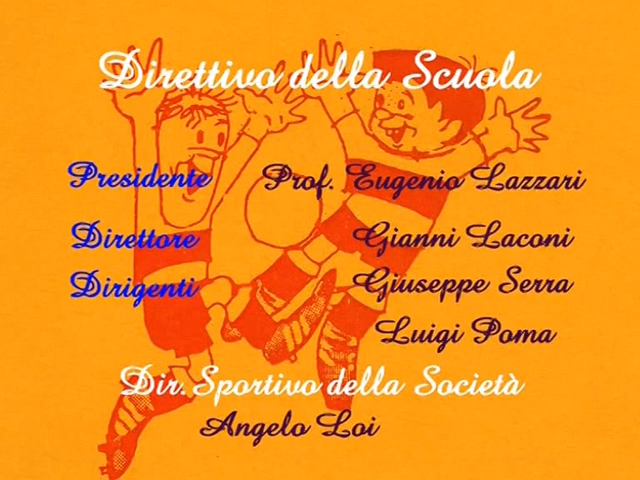 Direttivo della Scuola
Presidente Prof. Eugenio Lazzari
Direttore Gianni Laconi
Dirigenti Giuseppe Serra
Luigi Poma
Dir. Sportivo della Società
Angelo Loi